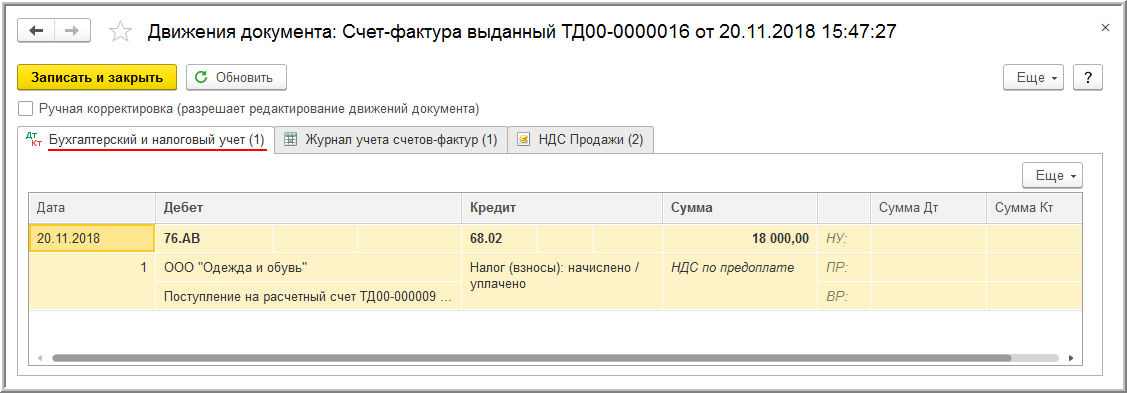 Движения документа: Счет-фактура выданный ТД00-0000016 от 20.11.2018 15:47:27
Записать и закрыть Обновить Еще ?
Ручная корректировка (разрешает редактирование движений документа)
Дт Кт Бухгалтерский и налоговый учет (1) Журнал учета счетов-фактур (1) НДС Продажи (2)
Еще
Дата Дебет Кредит Сумма Сумма Дт Сумма Кт
20.11.2018 76.АВ 68.02 18 000,00 НУ:
1 ООО "Одежда и обувь" Налог (взносы): начислено / НДС по предоплате ПР:
уплачено
Поступление на расчетный счет ТД00-000009 ... ВР: